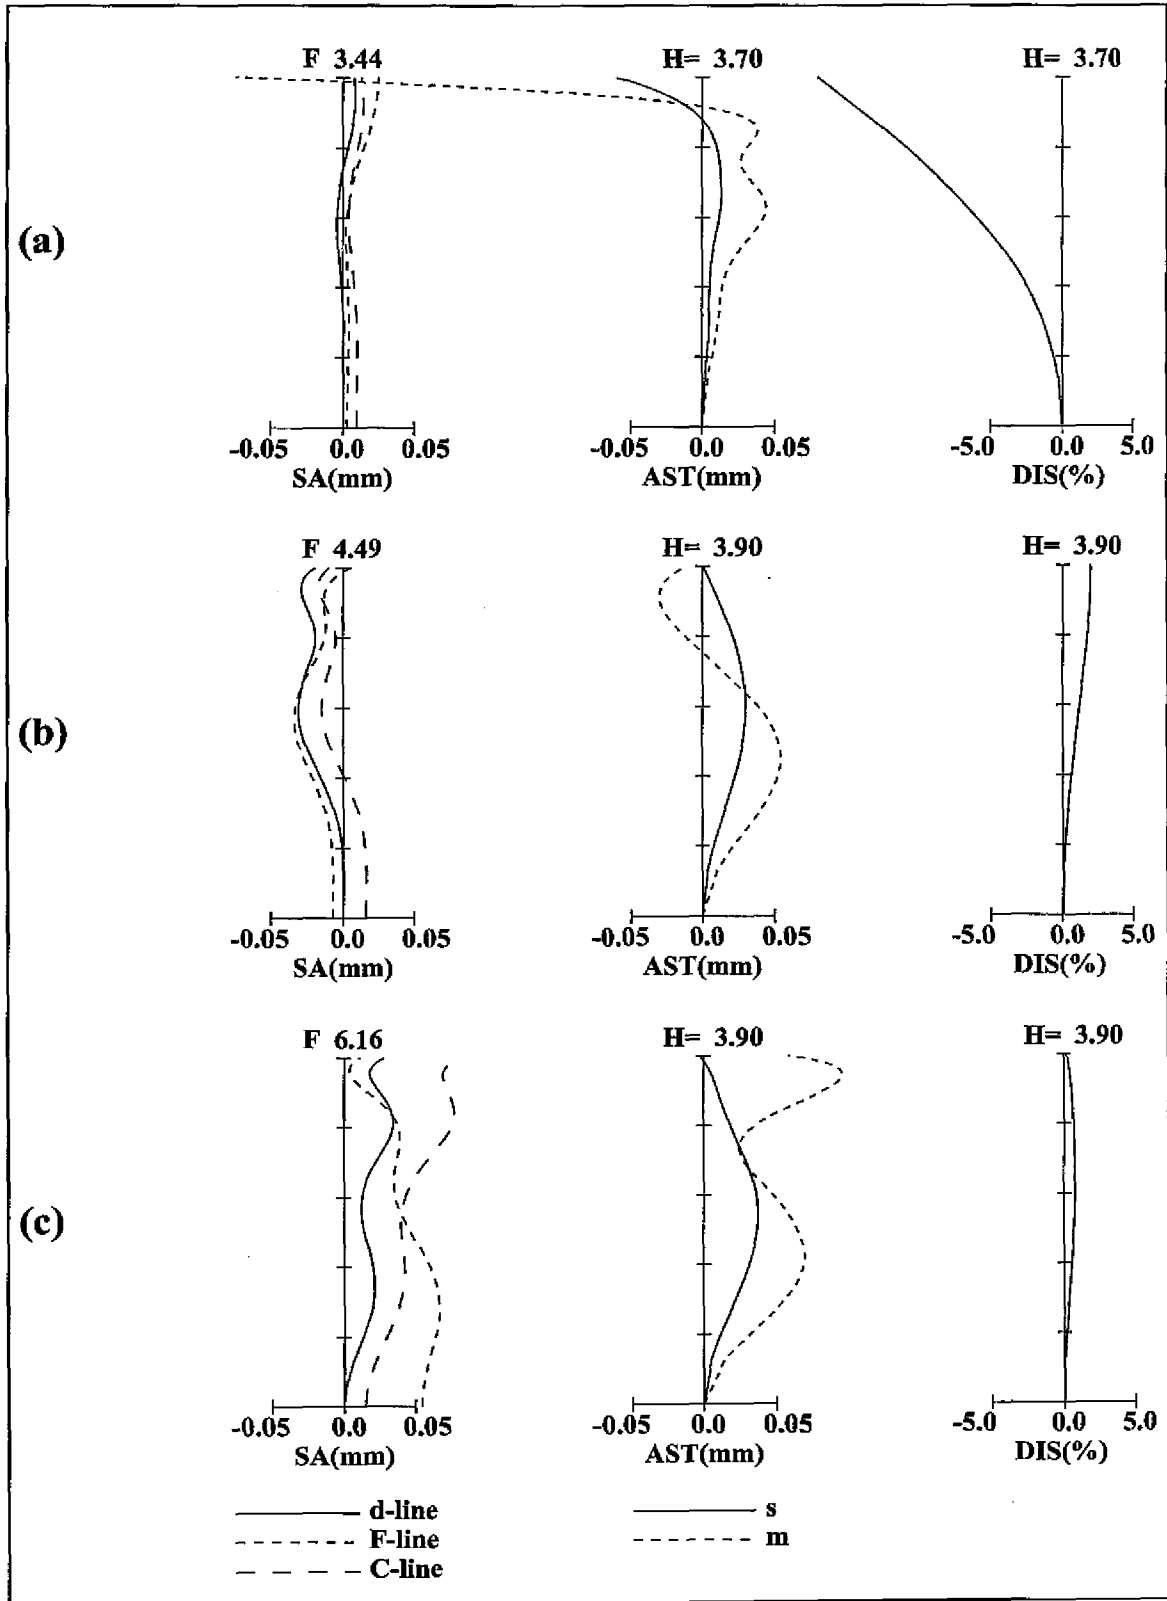 F 3.44 H= 3.70 H= 3.70
(a)
-0.05 0.0 0.05 -0.05 0.0 0.05 -5.0 0.0 5.0
SA(mm) AST(mm) DIS(%)
F 4.49 H= 3.90 H= 3.90
(b)
-0.05 0.0 0.05 -0.05 0.0 0.05 -5.0 0.0 5.0
SA(mm) AST(mm) DIS(%)
F 6.16 H= 3.90 H= 3.90
(c)
-0.05 0.0 0.05 -0.05 0.0 0.05 -5.0 0.0 5.0
SA(mm) AST(mm) DIS(%)
d-line s
F-line m
C-line